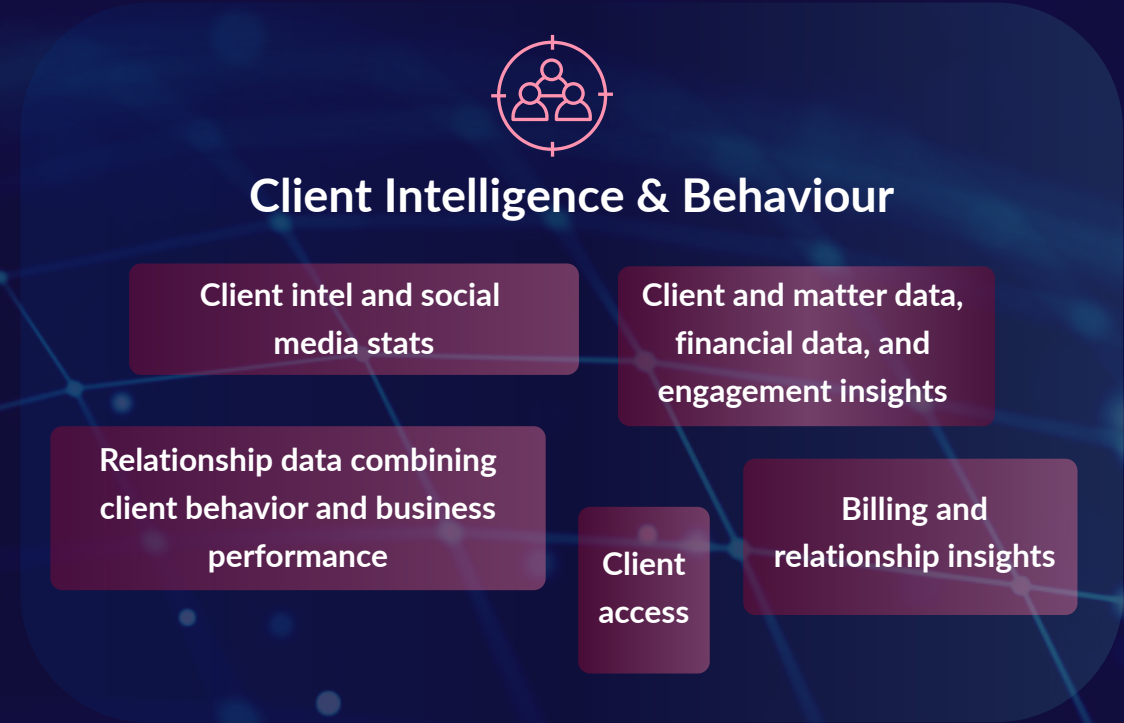 Client Intelligence & Behaviour
Client intel and social
media stats
Client and matter data,
financial data, and
engagement insights
Relationship data combining
client behavior and business
performance
Client
access
Billing and
relationship insights